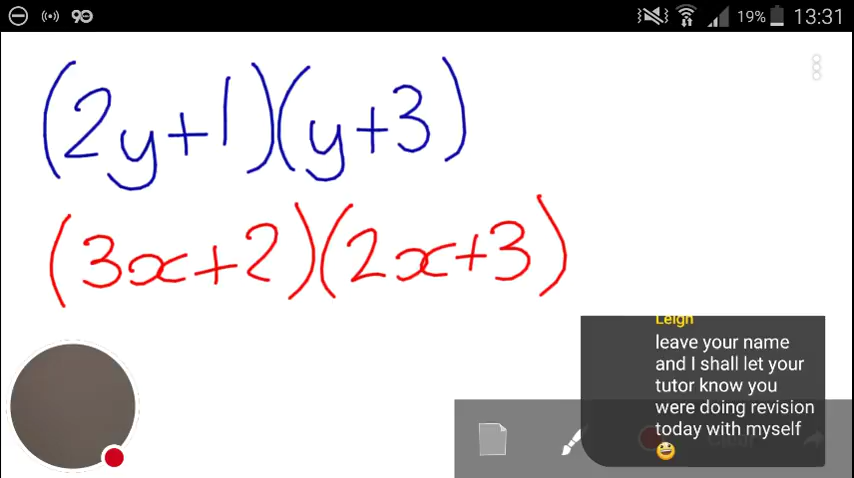 19% 13:31
(2y+1)(y+3)
(3x+2)(2x+3)
Leigh
leave your name
and I shall let your
tutor know you
were doing revision
today with myself
😀